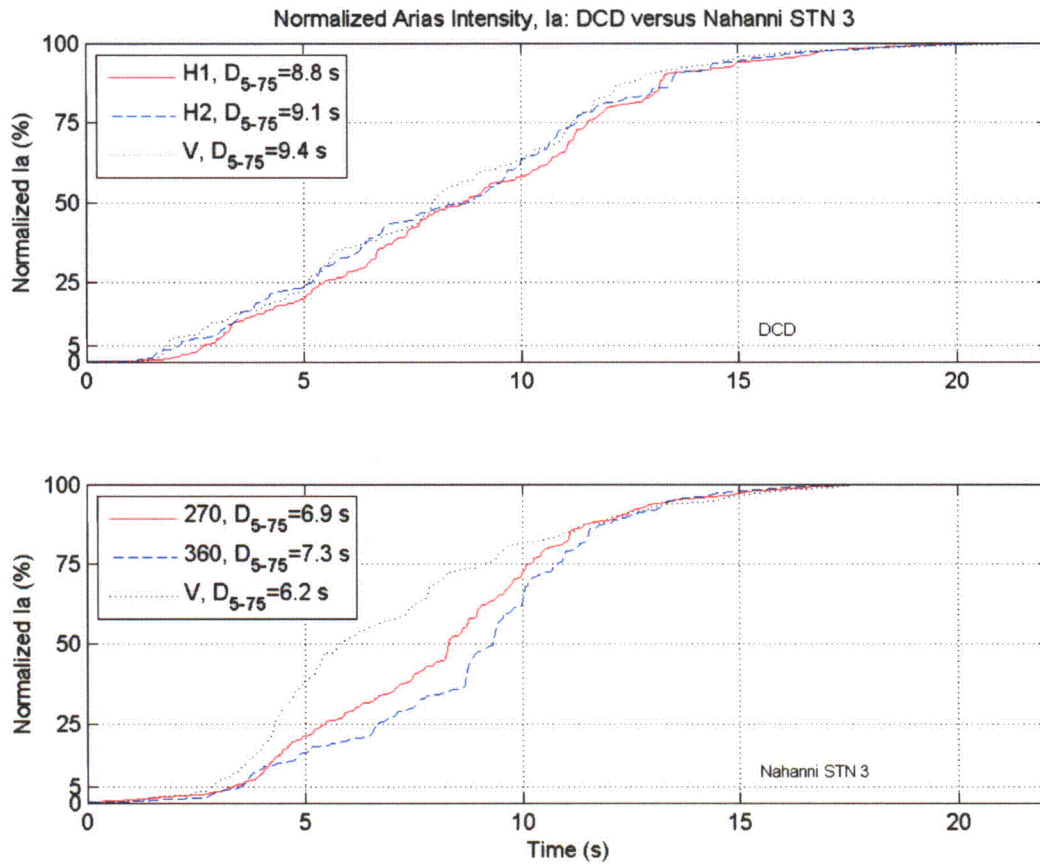 Normalized Arias Intensity, Ia: DCD versus Nahanni STN 3
100
75
50
25
5
0
Normalized Ia (%)
H1, D5-75=8.8 s
H2, D5-75=9.1 s
V, D5-75=9.4 s
DCD
0 5 10 15 20
100
75
50
25
5
0
Normalized Ia (%)
270, D5-75=6.9 s
360, D5-75=7.3 s
V, D5-75=6.2 s
Nahanni STN 3
0 5 10 15 20
Time (s)